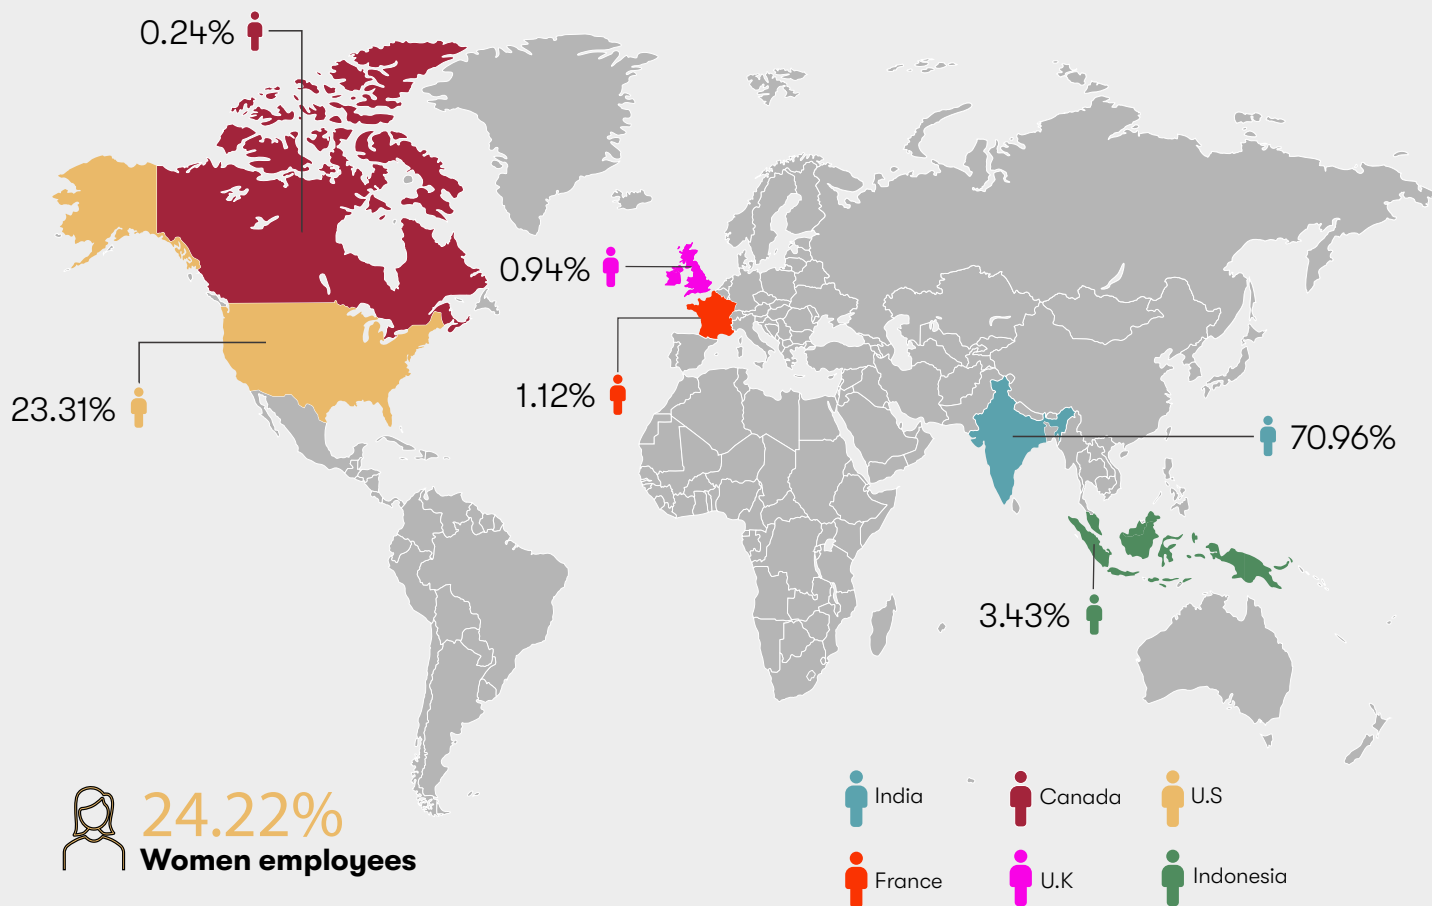 0.24%
0.94%
1.12%
23.31%
70.96%
3.43%
24.22%
Women employees
India
Canada
U.S
France
U.K
Indonesia